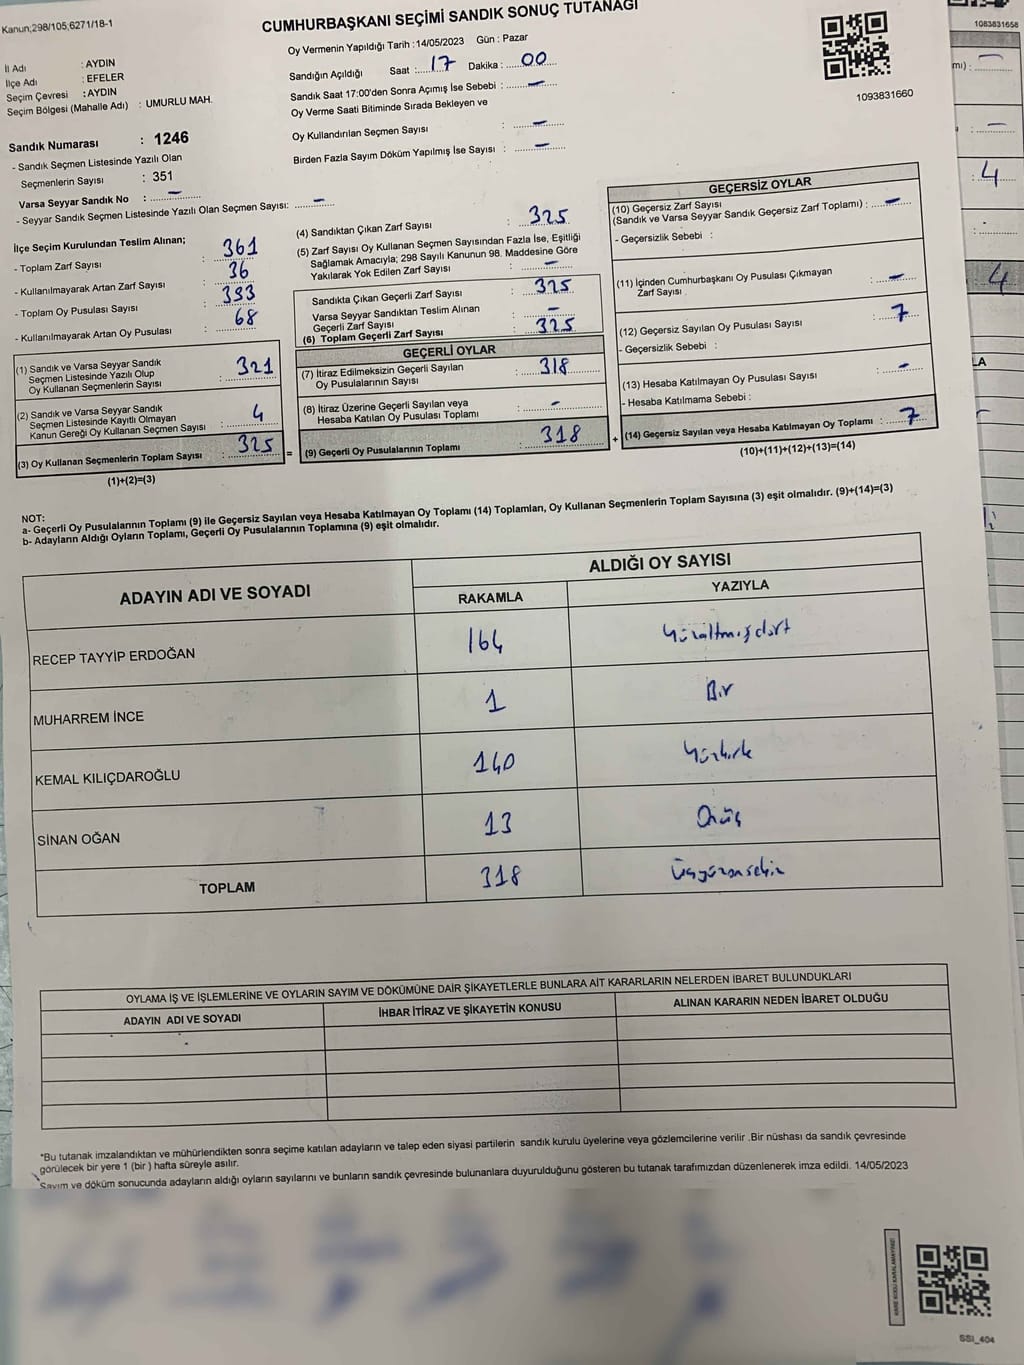 Kanun;298/105;6271/18-1
CUMHURBAŞKANI SEÇİMİ SANDIK SONUÇ TUTANAĞI
Oy Vermenin Yapıldığı Tarih :14/05/2023 Gün : Pazar
Sandığın Açıldığı Saat : 17 Dakika : 00
Sandık Saat 17:00'den Sonra Açımış İse Sebebi : -
Oy Verme Saati Bitiminde Sırada Bekleyen ve
Oy Kullandırılan Seçmen Sayısı : -
Birden Fazla Sayım Döküm Yapılmış İse Sayısı : -
1093831660
1083831658
İl Adı : AYDIN
İlçe Adı : EFELER
Seçim Çevresi : AYDIN
Seçim Bölgesi (Mahalle Adı) : UMURLU MAH.
Sandık Numarası : 1246
- Sandık Seçmen Listesinde Yazılı Olan
Seçmenlerin Sayısı : 351
Varsa Seyyar Sandık No : -
- Seyyar Sandık Seçmen Listesinde Yazılı Olan Seçmen Sayısı: -
İlçe Seçim Kurulundan Teslim Alınan;
- Toplam Zarf Sayısı : 361
- Kullanılmayarak Artan Zarf Sayısı : 36
- Toplam Oy Pusulası Sayısı : 393
- Kullanılmayarak Artan Oy Pusulası : 68
(1) Sandık ve Varsa Seyyar Sandık
Seçmen Listesinde Yazılı Olup
Oy Kullanan Seçmenlerin Sayısı : 321
(2) Sandık ve Varsa Seyyar Sandık
Seçmen Listesinde Kayıtlı Olmayan
Kanun Gereği Oy Kullanan Seçmen Sayısı : 4
(3) Oy Kullanan Seçmenlerin Toplam Sayısı : 325 =
(1)+(2)=(3)
(4) Sandıktan Çıkan Zarf Sayısı : 325
(5) Zarf Sayısı Oy Kullanan Seçmen Sayısından Fazla İse, Eşitliği
Sağlamak Amacıyla; 298 Sayılı Kanunun 98. Maddesine Göre
Yakılarak Yok Edilen Zarf Sayısı : -
Sandıkta Çıkan Geçerli Zarf Sayısı : 325
Varsa Seyyar Sandıktan Teslim Alınan
Geçerli Zarf Sayısı : -
(6) Toplam Geçerli Zarf Sayısı : 325
GEÇERLİ OYLAR
(7) İtiraz Edilmeksizin Geçerli Sayılan
Oy Pusulalarının Sayısı : 318
(8) İtiraz Üzerine Geçerli Sayılan veya
Hesaba Katılan Oy Pusulası Toplamı : -
(9) Geçerli Oy Pusulalarının Toplamı : 318 +
GEÇERSİZ OYLAR
(10) Geçersiz Zarf Sayısı
(Sandık ve Varsa Seyyar Sandık Geçersiz Zarf Toplamı) : -
- Geçersizlik Sebebi :
(11) İçinden Cumhurbaşkanı Oy Pusulası Çıkmayan
Zarf Sayısı : -
(12) Geçersiz Sayılan Oy Pusulası Sayısı : 7
- Geçersizlik Sebebi :
(13) Hesaba Katılmayan Oy Pusulası Sayısı : -
- Hesaba Katılmama Sebebi :
(14) Geçersiz Sayılan veya Hesaba Katılmayan Oy Toplamı : 7
(10)+(11)+(12)+(13)=(14)
mı) : -
: 4
4
LA
NOT:
a- Geçerli Oy Pusulalarının Toplamı (9) ile Geçersiz Sayılan veya Hesaba Katılmayan Oy Toplamı (14) Toplamları, Oy Kullanan Seçmenlerin Toplam Sayısına (3) eşit olmalıdır. (9)+(14)=(3)
b- Adayların Aldığı Oyların Toplamı, Geçerli Oy Pusulalarının Toplamına (9) eşit olmalıdır.
ADAYIN ADI VE SOYADI ALDIĞI OY SAYISI
RAKAMLA YAZIYLA
RECEP TAYYİP ERDOĞAN 164 Yüzaltmışdört
MUHARREM İNCE 1 Bir
KEMAL KILIÇDAROĞLU 140 Yüzkırk
SİNAN OĞAN 13 Onüç
TOPLAM 318 Üçyüzonsekiz
OYLAMA İŞ VE İŞLEMLERİNE VE OYLARIN SAYIM VE DÖKÜMÜNE DAİR ŞİKAYETLERLE BUNLARA AİT KARARLARIN NELERDEN İBARET BULUNDUKLARI
ADAYIN ADI VE SOYADI İHBAR İTİRAZ VE ŞİKAYETİN KONUSU ALINAN KARARIN NEDEN İBARET OLDUĞU
*Bu tutanak imzalandıktan ve mühürlendikten sonra seçime katılan adayların ve talep eden siyasi partilerin sandık kurulu üyelerine veya gözlemcilerine verilir .Bir nüshası da sandık çevresinde
görülecek bir yere 1 (bir ) hafta süreyle asılır.
Sayım ve döküm sonucunda adayların aldığı oyların sayılarını ve bunların sandık çevresinde bulunanlara duyurulduğunu gösteren bu tutanak tarafımızdan düzenlenerek imza edildi. 14/05/2023
KARE KODU KARALAMAYINIZ!
SSI_404